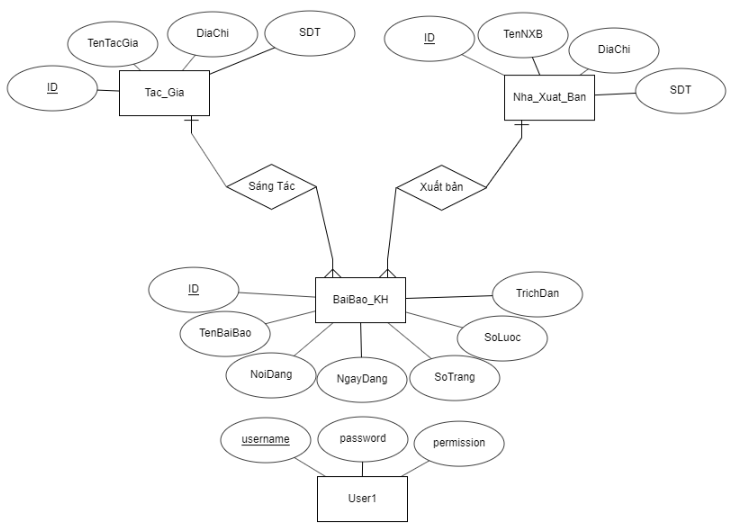 TenTacGia
DiaChi
SDT
ID
Tac_Gia
ID
TenNXB
DiaChi
SDT
Nha_Xuat_Ban
Sáng Tác
Xuất bản
ID
TenBaiBao
NoiDang
NgayDang
SoTrang
SoLuoc
TrichDan
BaiBao_KH
username
password
permission
User1